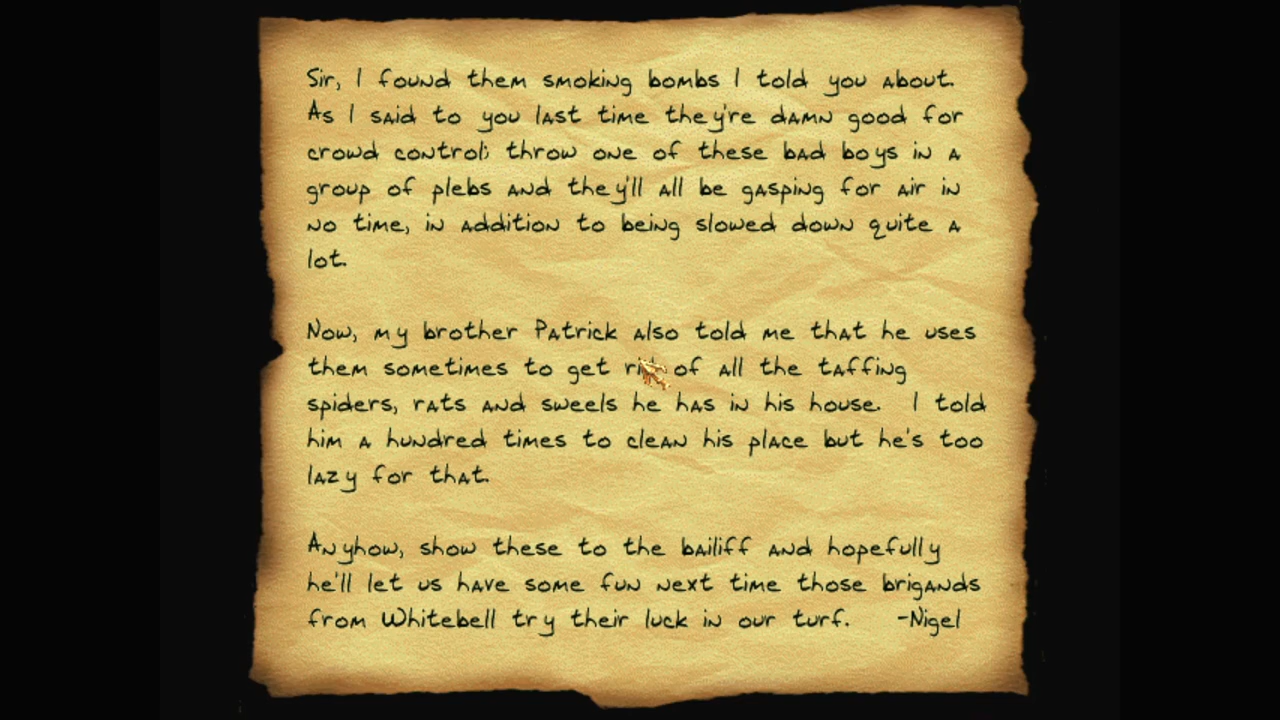 Sir, I found them smoking bombs I told you about.
As I said to you last time they're damn good for
crowd control; throw one of these bad boys in a
group of plebs and they'll all be gasping for air in
no time, in addition to being slowed down quite a
lot.
Now, my brother Patrick also told me that he uses
them sometimes to get rid of all the taffing
spiders, rats and sweels he has in his house. I told
him a hundred times to clean his place but he's too
lazy for that.
Anyhow, show these to the bailiff and hopefully
he'll let us have some fun next time those brigands
from Whitebell try their luck in our turf. -Nigel